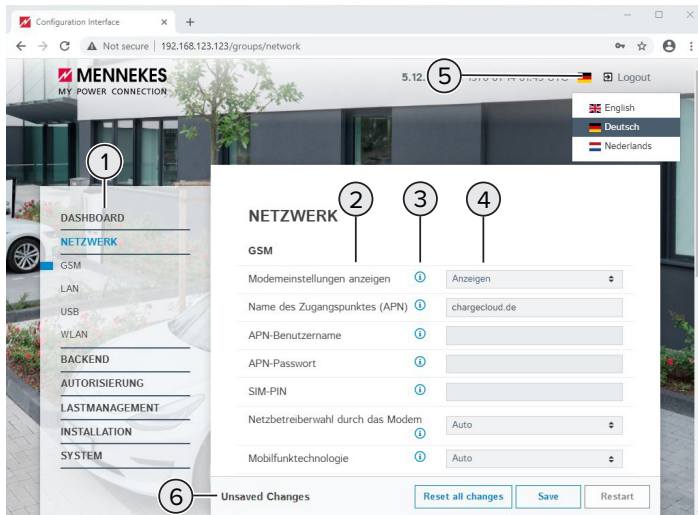 Configuration Interface
Not secure | 192.168.123.123/groups/network
MENNEKES
MY POWER CONNECTION
5.12.
5
Logout
English
Deutsch
Nederlands
1
DASHBOARD
NETZWERK
GSM
LAN
USB
WLAN
BACKEND
AUTORISIERUNG
LASTMANAGEMENT
INSTALLATION
SYSTEM
2
3
4
NETZWERK
GSM
Modemeinstellungen anzeigen
Anzeigen
Name des Zugangspunktes (APN)
chargecloud.de
APN-Benutzername
APN-Passwort
SIM-PIN
Netzbetreiberwahl durch das Modem
Auto
Mobilfunktechnologie
Auto
6
Unsaved Changes
Reset all changes
Save
Restart